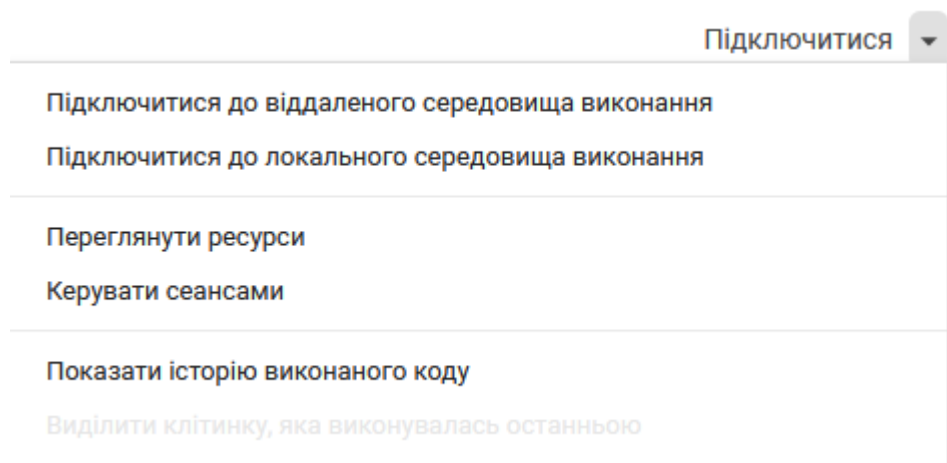 Підключитися
Підключитися до віддаленого середовища виконання
Підключитися до локального середовища виконання
Переглянути ресурси
Керувати сеансами
Показати історію виконаного коду
Виділити клітинку, яка виконувалась останньою